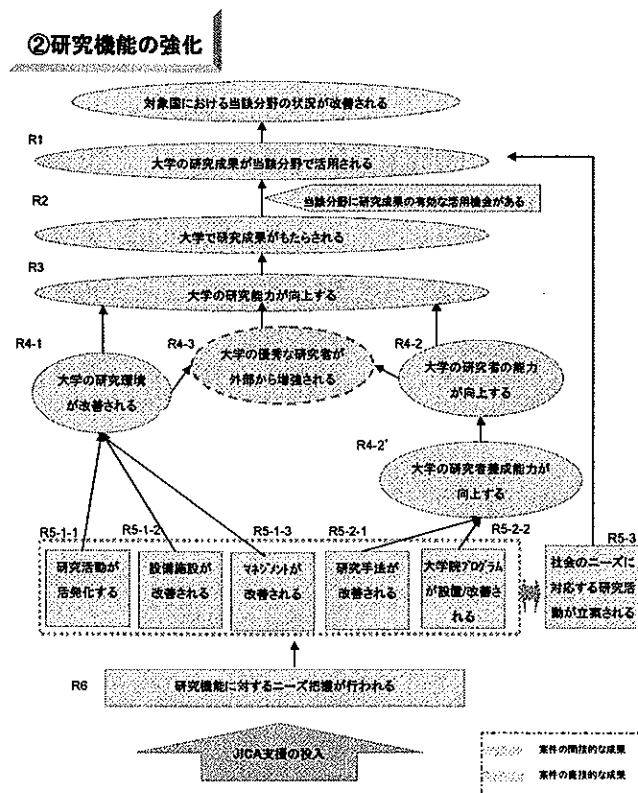 ②研究機能の強化
対象国における当該分野の状況が改善される
R1
大学の研究成果が当該分野で活用される
R2
当該分野に研究成果の有効な活用機会がある
大学で研究成果がもたらされる
R3
大学の研究能力が向上する
R4-1
R4-3
R4-2
大学の優秀な研究者が
外部から増強される
大学の研究環境
が改善される
大学の研究者の能力
が向上する
R4-2'
大学の研究者養成能力が
向上する
R5-1-1
R5-1-2
R5-1-3
R5-2-1
R5-2-2
R5-3
研究活動が
活発化する
設備施設が
改善される
マネジメントが
改善される
研究手法が
改善される
大学院プログラム
が設置/改善さ
れる
社会のニーズに
対応する研究活
動が立案される
R6
研究機能に対するニーズ把握が行われる
JICA支援の投入
案件の間接的な成果
案件の直接的な成果